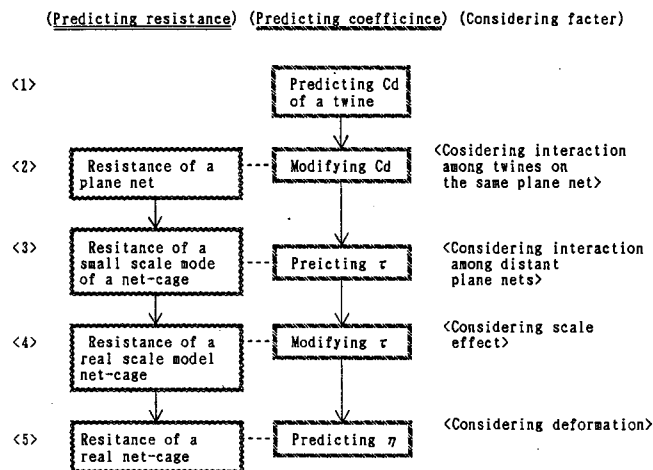 (Predicting resistance) (Predicting coefficince) (Considering facter)
<1>
Predicting Cd
of a twine
<2>
Resistance of a
plane net
Modifying Cd
<Cosidering interaction
among twines on
the same plane net>
<3>
Resitance of a
small scale mode
of a net-cage
Preicting τ
<Considering interaction
among distant
plane nets>
<4>
Resistance of a
real scale model
net-cage
Modifying τ
<Considering scale
effect>
<5>
Resitance of a
real net-cage
Predicting η
<Considering deformation>